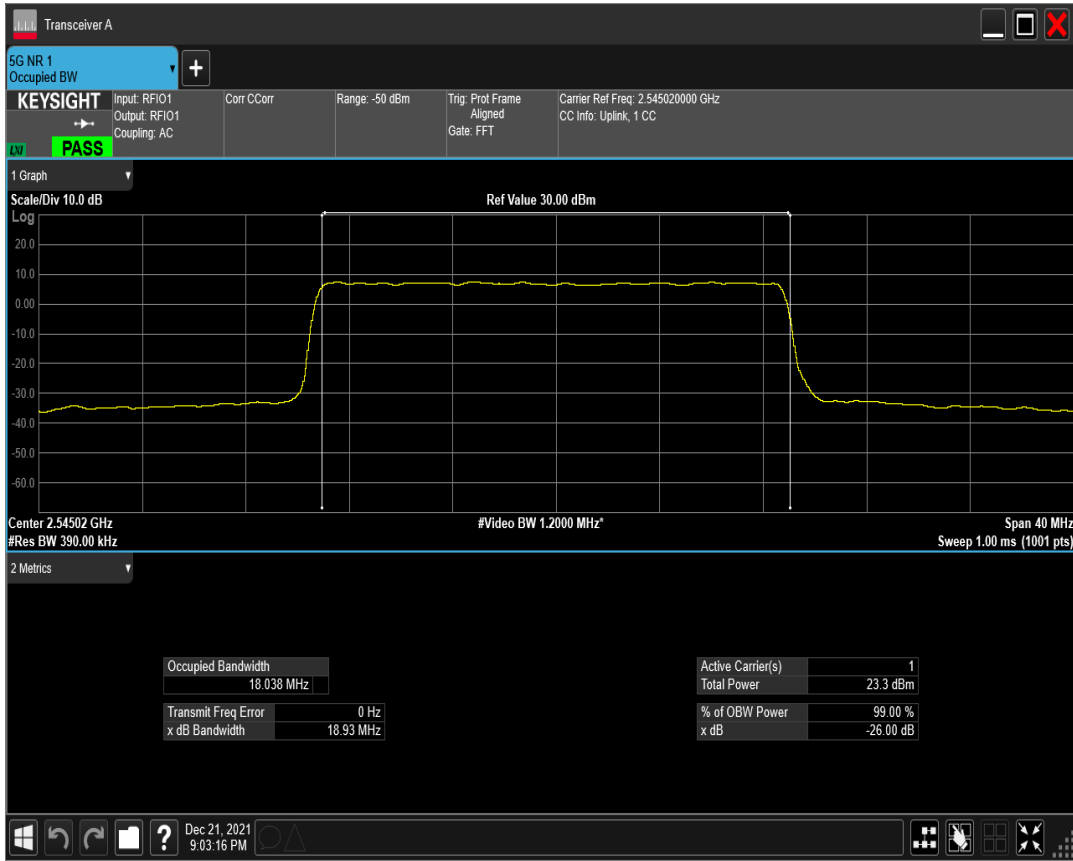 Transceiver A
5G NR 1
Occupied BW
KEYSIGHT
LXI
PASS
Input: RFIO1
Output: RFIO1
Coupling: AC
Corr CCorr
Range: -50 dBm
Trig: Prot Frame
Aligned
Gate: FFT
Carrier Ref Freq: 2.545020000 GHz
CC Info: Uplink, 1 CC
1 Graph
Scale/Div 10.0 dB
Ref Value 30.00 dBm
Log
20.0
10.0
0.00
-10.0
-20.0
-30.0
-40.0
-50.0
-60.0
Center 2.54502 GHz
#Video BW 1.2000 MHz*
Span 40 MHz
#Res BW 390.00 kHz
Sweep 1.00 ms (1001 pts)
2 Metrics
Occupied Bandwidth
18.038 MHz
Transmit Freq Error 0 Hz
x dB Bandwidth 18.93 MHz
Active Carrier(s) 1
Total Power 23.3 dBm
% of OBW Power 99.00 %
x dB -26.00 dB
Dec 21, 2021
9:03:16 PM